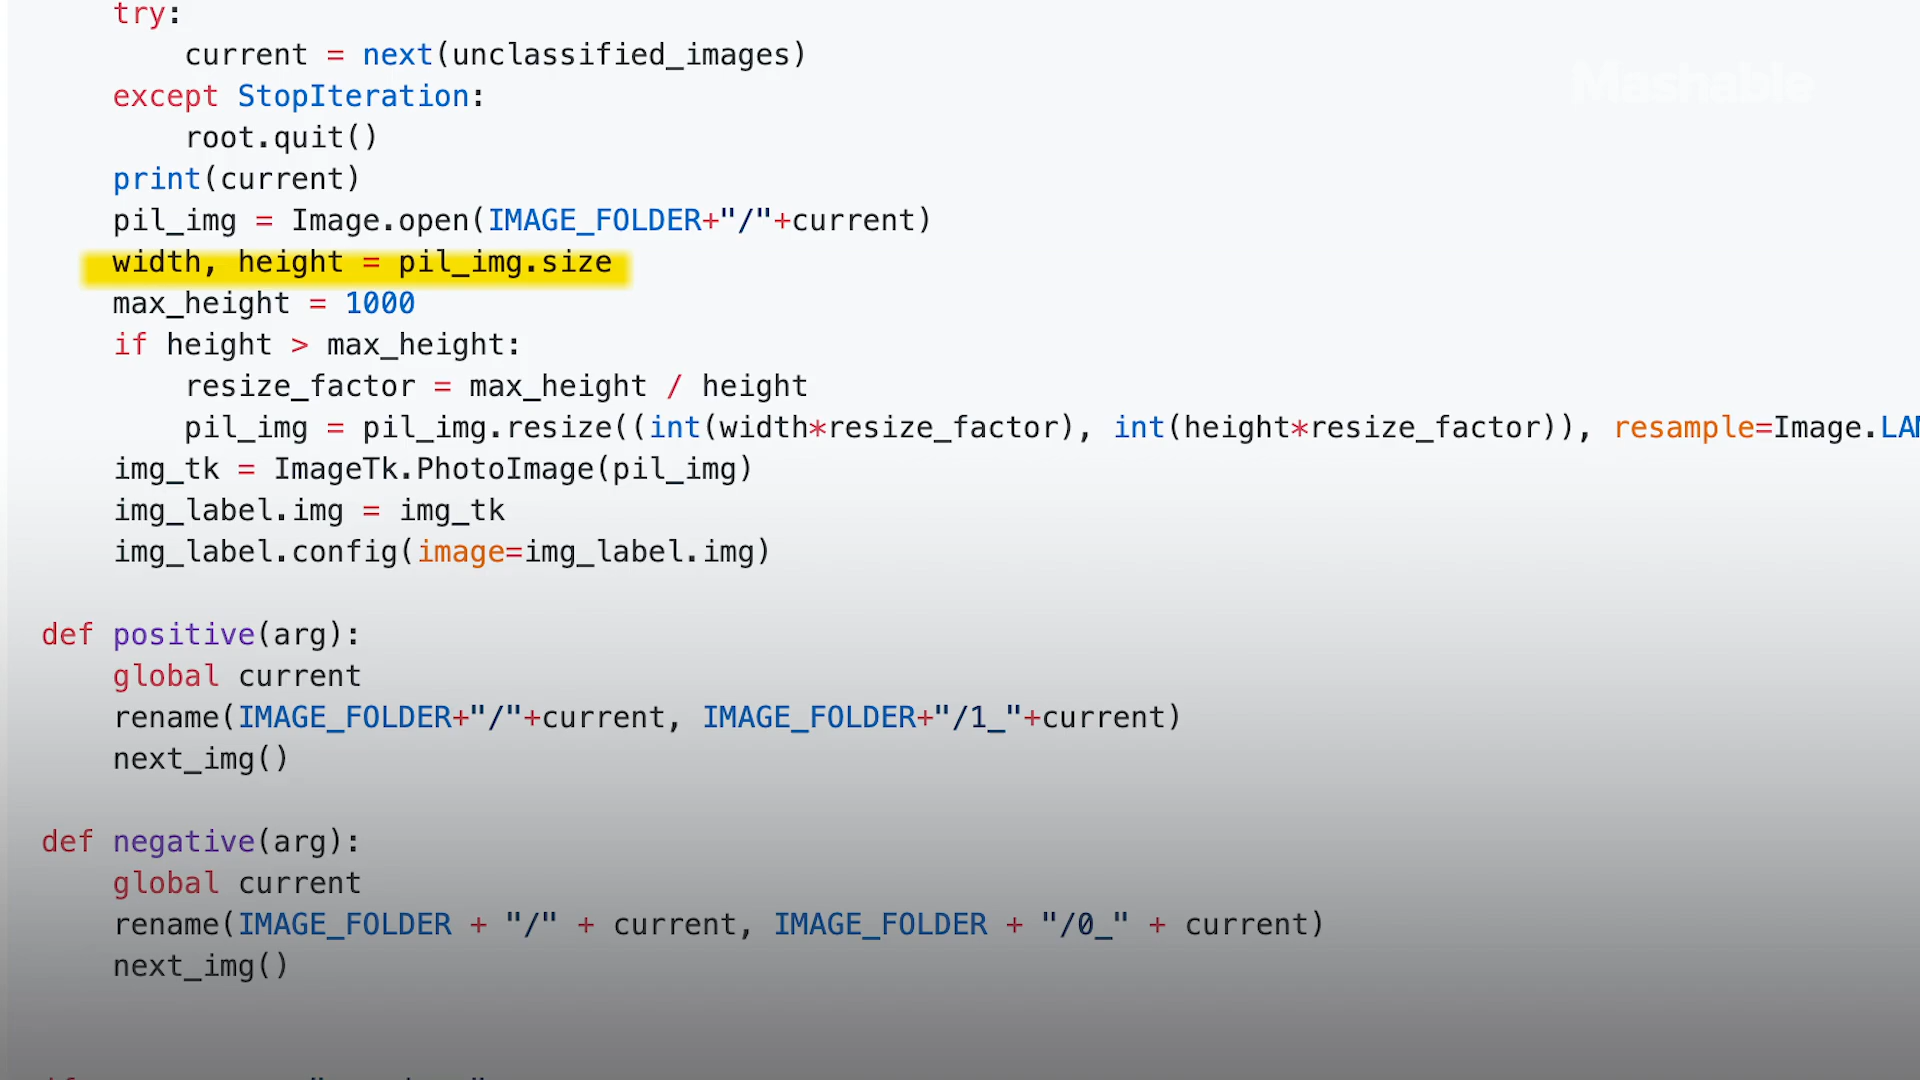 try:
current = next(unclassified_images)
except StopIteration:
root.quit()
print(current)
pil_img = Image.open(IMAGE_FOLDER+"/"+current)
width, height = pil_img.size
max_height = 1000
if height > max_height:
resize_factor = max_height / height
pil_img = pil_img.resize((int(width*resize_factor), int(height*resize_factor)), resample=Image.LAN
img_tk = ImageTk.PhotoImage(pil_img)
img_label.img = img_tk
img_label.config(image=img_label.img)
def positive(arg):
global current
rename(IMAGE_FOLDER+"/"+current, IMAGE_FOLDER+"/1_"+current)
next_img()
def negative(arg):
global current
rename(IMAGE_FOLDER + "/" + current, IMAGE_FOLDER + "/0_" + current)
next_img()
Mashable